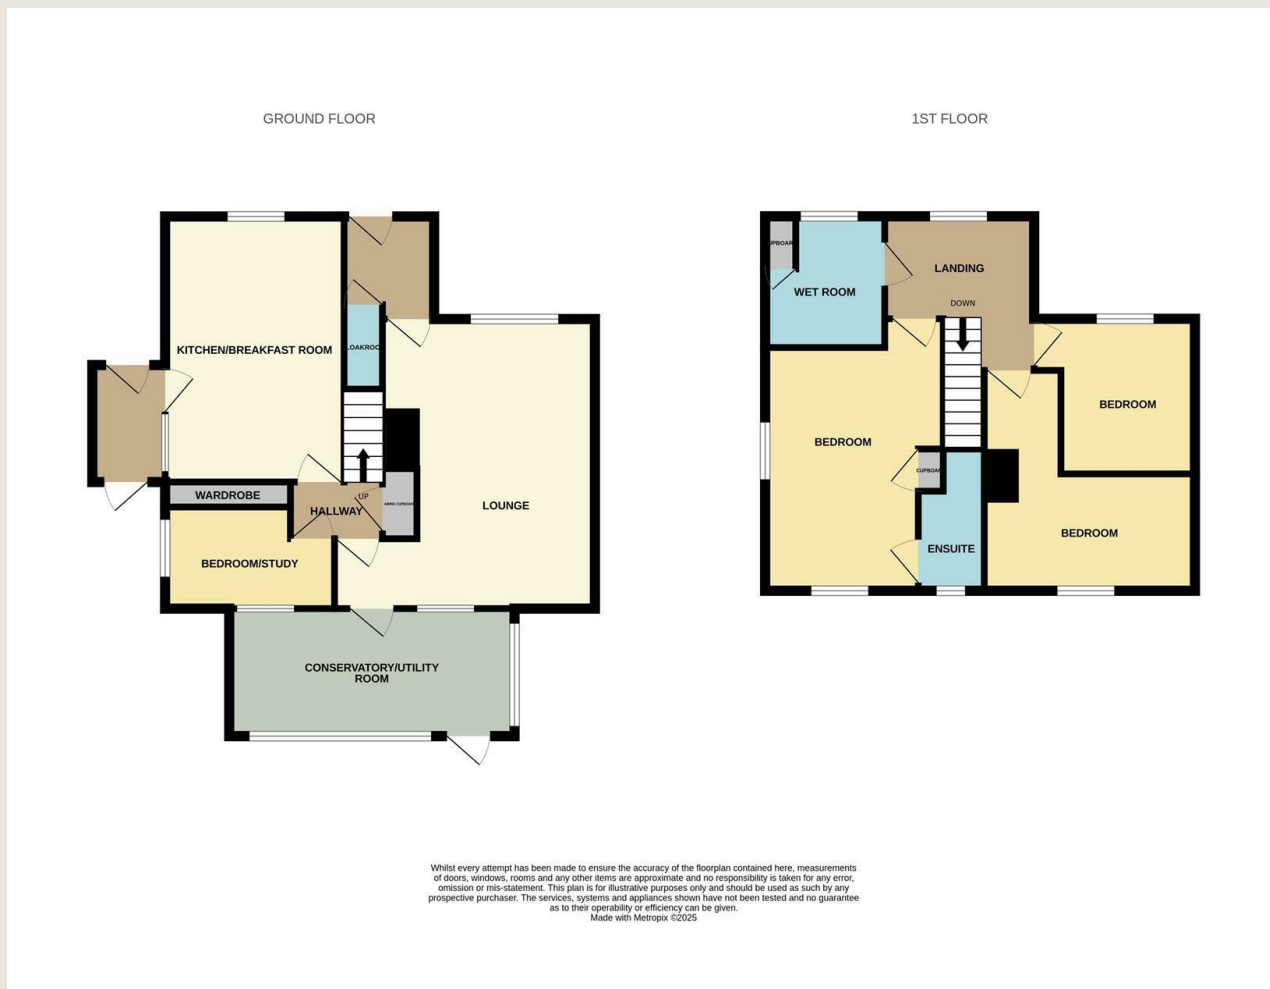 GROUND FLOOR
1ST FLOOR
KITCHEN/BREAKFAST ROOM
LOAKROO
WARDROBE
UP
HALLWAY
BEDROOM/STUDY
LOUNGE
CONSERVATORY/UTILITY
ROOM
UPBOAR
WET ROOM
LANDING
DOWN
BEDROOM
BEDROOM
CUPBOAR
ENSUITE
BEDROOM
Whilst every attempt has been made to ensure the accuracy of the floorplan contained here, measurements
of doors, windows, rooms and any other items are approximate and no responsibility is taken for any error,
omission or mis-statement. This plan is for illustrative purposes only and should be used as such by any
prospective purchaser. The services, systems and appliances shown have not been tested and no guarantee
as to their operability or efficiency can be given.
Made with Metropix ©2025